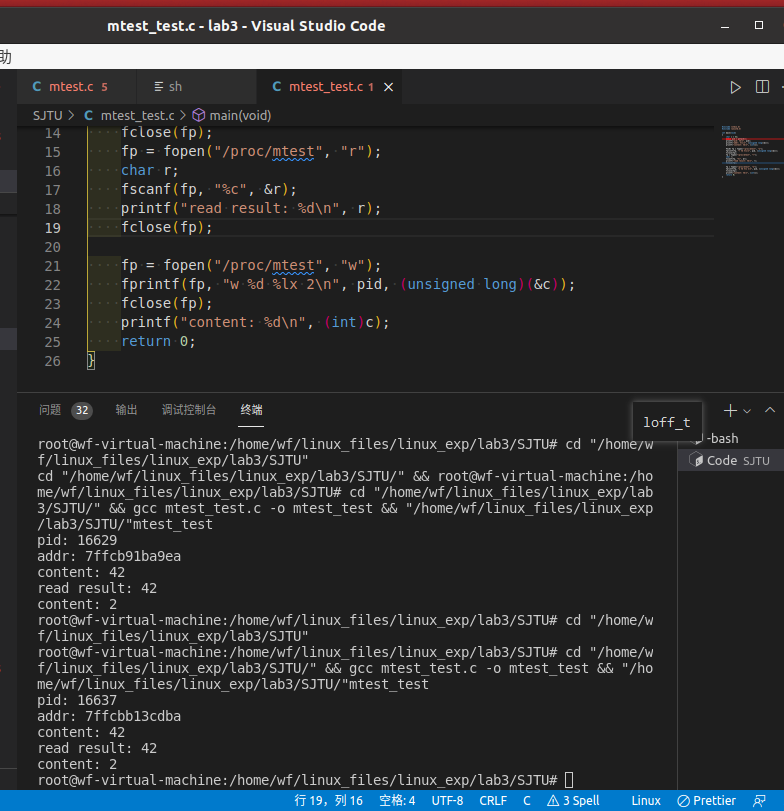 mtest_test.c - lab3 - Visual Studio Code
助
C mtest.c 5 sh C mtest_test.c 1
SJTU > C mtest_test.c > main(void)
14 fclose(fp);
15 fp = fopen("/proc/mtest", "r");
16 char r;
17 fscanf(fp, "%c", &r);
18 printf("read result: %d\n", r);
19 fclose(fp);
20
21 fp = fopen("/proc/mtest", "w");
22 fprintf(fp, "w %d %lx 2\n", pid, (unsigned long)(&c));
23 fclose(fp);
24 printf("content: %d\n", (int)c);
25 return 0;
26 }
问题 32 输出 调试控制台 终端
loff_t
-bash
Code SJTU
root@wf-virtual-machine:/home/wf/linux_files/linux_exp/lab3/SJTU# cd "/home/w
f/linux_files/linux_exp/lab3/SJTU"
cd "/home/wf/linux_files/linux_exp/lab3/SJTU/" && root@wf-virtual-machine:/ho
me/wf/linux_files/linux_exp/lab3/SJTU# cd "/home/wf/linux_files/linux_exp/lab
3/SJTU/" && gcc mtest_test.c -o mtest_test && "/home/wf/linux_files/linux_exp
/lab3/SJTU/"mtest_test
pid: 16629
addr: 7ffcb91ba9ea
content: 42
read result: 42
content: 2
root@wf-virtual-machine:/home/wf/linux_files/linux_exp/lab3/SJTU# cd "/home/w
f/linux_files/linux_exp/lab3/SJTU"
root@wf-virtual-machine:/home/wf/linux_files/linux_exp/lab3/SJTU# cd "/home/w
f/linux_files/linux_exp/lab3/SJTU/" && gcc mtest_test.c -o mtest_test && "/ho
me/wf/linux_files/linux_exp/lab3/SJTU/"mtest_test
pid: 16637
addr: 7ffcbb13cdba
content: 42
read result: 42
content: 2
root@wf-virtual-machine:/home/wf/linux_files/linux_exp/lab3/SJTU#
行 19，列 16 空格: 4 UTF-8 CRLF C 3 Spell Linux Prettier